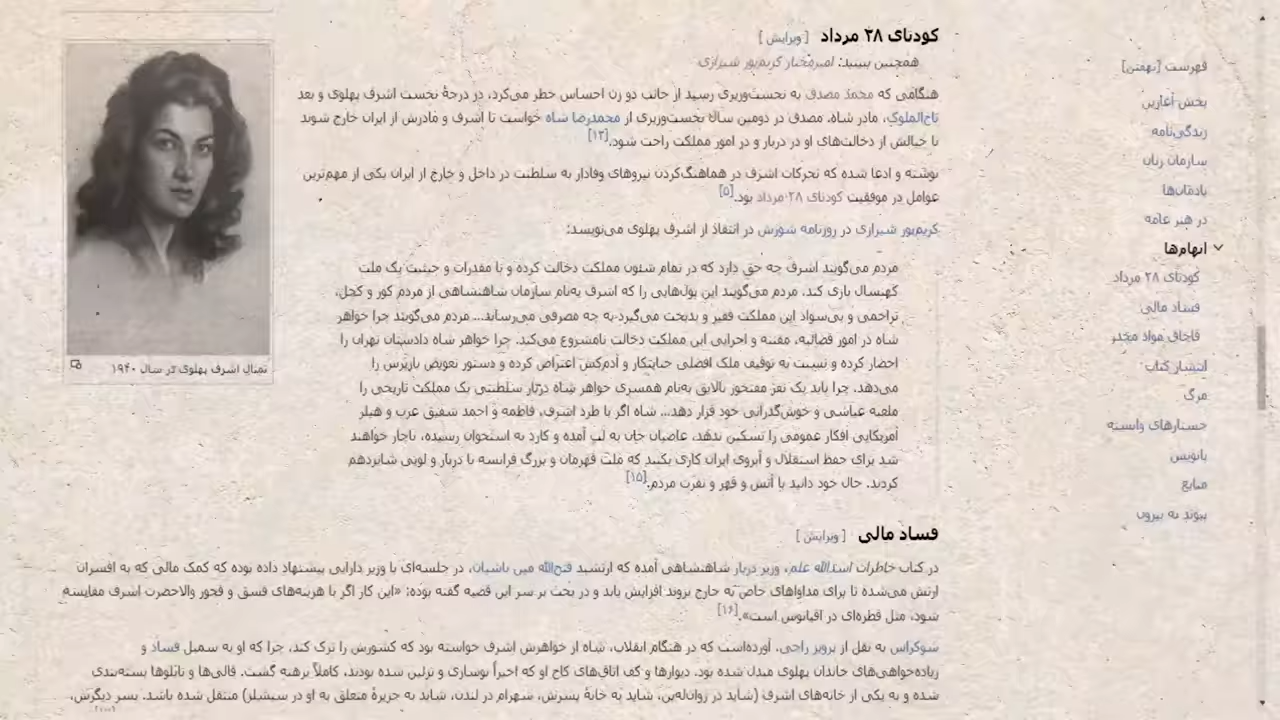 کودتای ۲۸ مرداد [ویرایش]
همچنین ببینید: امیرمختار کریم‌پور شیرازی
هنگامی که محمد مصدق به نخست‌وزیری رسید از جانب دو زن احساس خطر می‌کرد، در درجهٔ نخست اشرف پهلوی و بعد
تاج‌الملوک، مادر شاه. مصدق در دومین سال نخست‌وزیری از محمدرضا شاه خواست تا اشرف و مادرش از ایران خارج شوند
تا خیالش از دخالت‌های او در دربار و در امور مملکت راحت شود.[۱۳]
نوشته و ادعا شده که تحرکات اشرف در هماهنگ‌کردن نیروهای وفادار به سلطنت در داخل و خارج از ایران یکی از مهم‌ترین
عوامل در موفقیت کودتای ۲۸ مرداد بود.[۵]
کریم‌پور شیرازی در روزنامه شورش در انتقاد از اشرف پهلوی می‌نویسد:
مردم می‌گویند اشرف چه حق دارد که در تمام شئون مملکت دخالت کرده و با مقدرات و حیثیت یک ملت
کهنسال بازی کند. مردم می‌گویند این پول‌هایی را که اشرف به‌نام سازمان شاهنشاهی از مردم کور و کچل،
تراخمی و بی‌سواد این مملکت فقیر و بدبخت می‌گیرد به چه مصرفی می‌رساند... مردم می‌گویند چرا خواهر
شاه در امور قضائیه، مقننه و اجرایی این مملکت دخالت نامشروع می‌کند. چرا خواهر شاه دادستان تهران را
احضار کرده و نسبت به توقیف ملک افضلی جنایتکار و آدم‌کش اعتراض کرده و دستور تعویض بازپرس را
می‌دهد. چرا باید یک نفر مفتخور نالایق به‌نام همسری خواهر شاه دربار سلطنتی یک مملکت تاریخی را
ملعبه عیاشی و خوش‌گذرانی خود قرار دهد... شاه اگر با طرد اشرف، فاطمه و احمد شفیق عرب و هیلر
آمریکایی افکار عمومی را تسکین ندهد، عاصیان جان به لب آمده و کارد به استخوان رسیده، ناچار خواهند
شد برای حفظ استقلال و آبروی ایران کاری بکنند که ملت قهرمان و بزرگ فرانسه با دربار و لویی شانزدهم
کردند. حال خود دانید با آتش و قهر و نفرت مردم.[۱۵]
تمثال اشرف پهلوی در سال ۱۹۴۰
فساد مالی [ویرایش]
در کتاب خاطرات اسدالله علم، وزیر دربار شاهنشاهی آمده که ارتشبد فتح‌الله مین باشیان، در جلسه‌ای با وزیر دارایی پیشنهاد داده بوده که کمک مالی که به افسران
ارتش می‌شده تا برای مداواهای خاص به خارج بروند افزایش یابد و در بحث بر سر این قضیه گفته بوده: «این کار اگر با هزینه‌های فسق و فجور والاحضرت اشرف مقایسه
شود، مثل قطره‌ای در اقیانوس است».[۱۶]
شوکراس به نقل از پرویز راجی، آورده‌است که در هنگام انقلاب، شاه از خواهرش اشرف خواسته بود که کشورش را ترک کند، چرا که او به سمبل فساد و
زیاده‌خواهی‌های خاندان پهلوی مبدل شده بود. دیوارها و کف اتاق‌های کاخ او که اخیراً نوسازی و تزئین شده بودند، کاملاً برهنه گشت. قالی‌ها و تابلوها بسته‌بندی
شده و به یکی از خانه‌های اشرف (شاید در ژوان‌له‌پن، شاید به خانهٔ پسرش، شهرام در لندن، شاید به جزیرهٔ متعلق به او در سیشیل) منتقل شده باشد. پسر دیگرش،
فهرست [نهفتن]
بخش آغازین
زندگی‌نامه
سازمان زنان
یادمان‌ها
در هنر عامه
اتهام‌ها
کودتای ۲۸ مرداد
فساد مالی
قاچاق مواد مخدر
انتشار کتاب
مرگ
جستارهای وابسته
پانویس
منابع
پیوند به بیرون